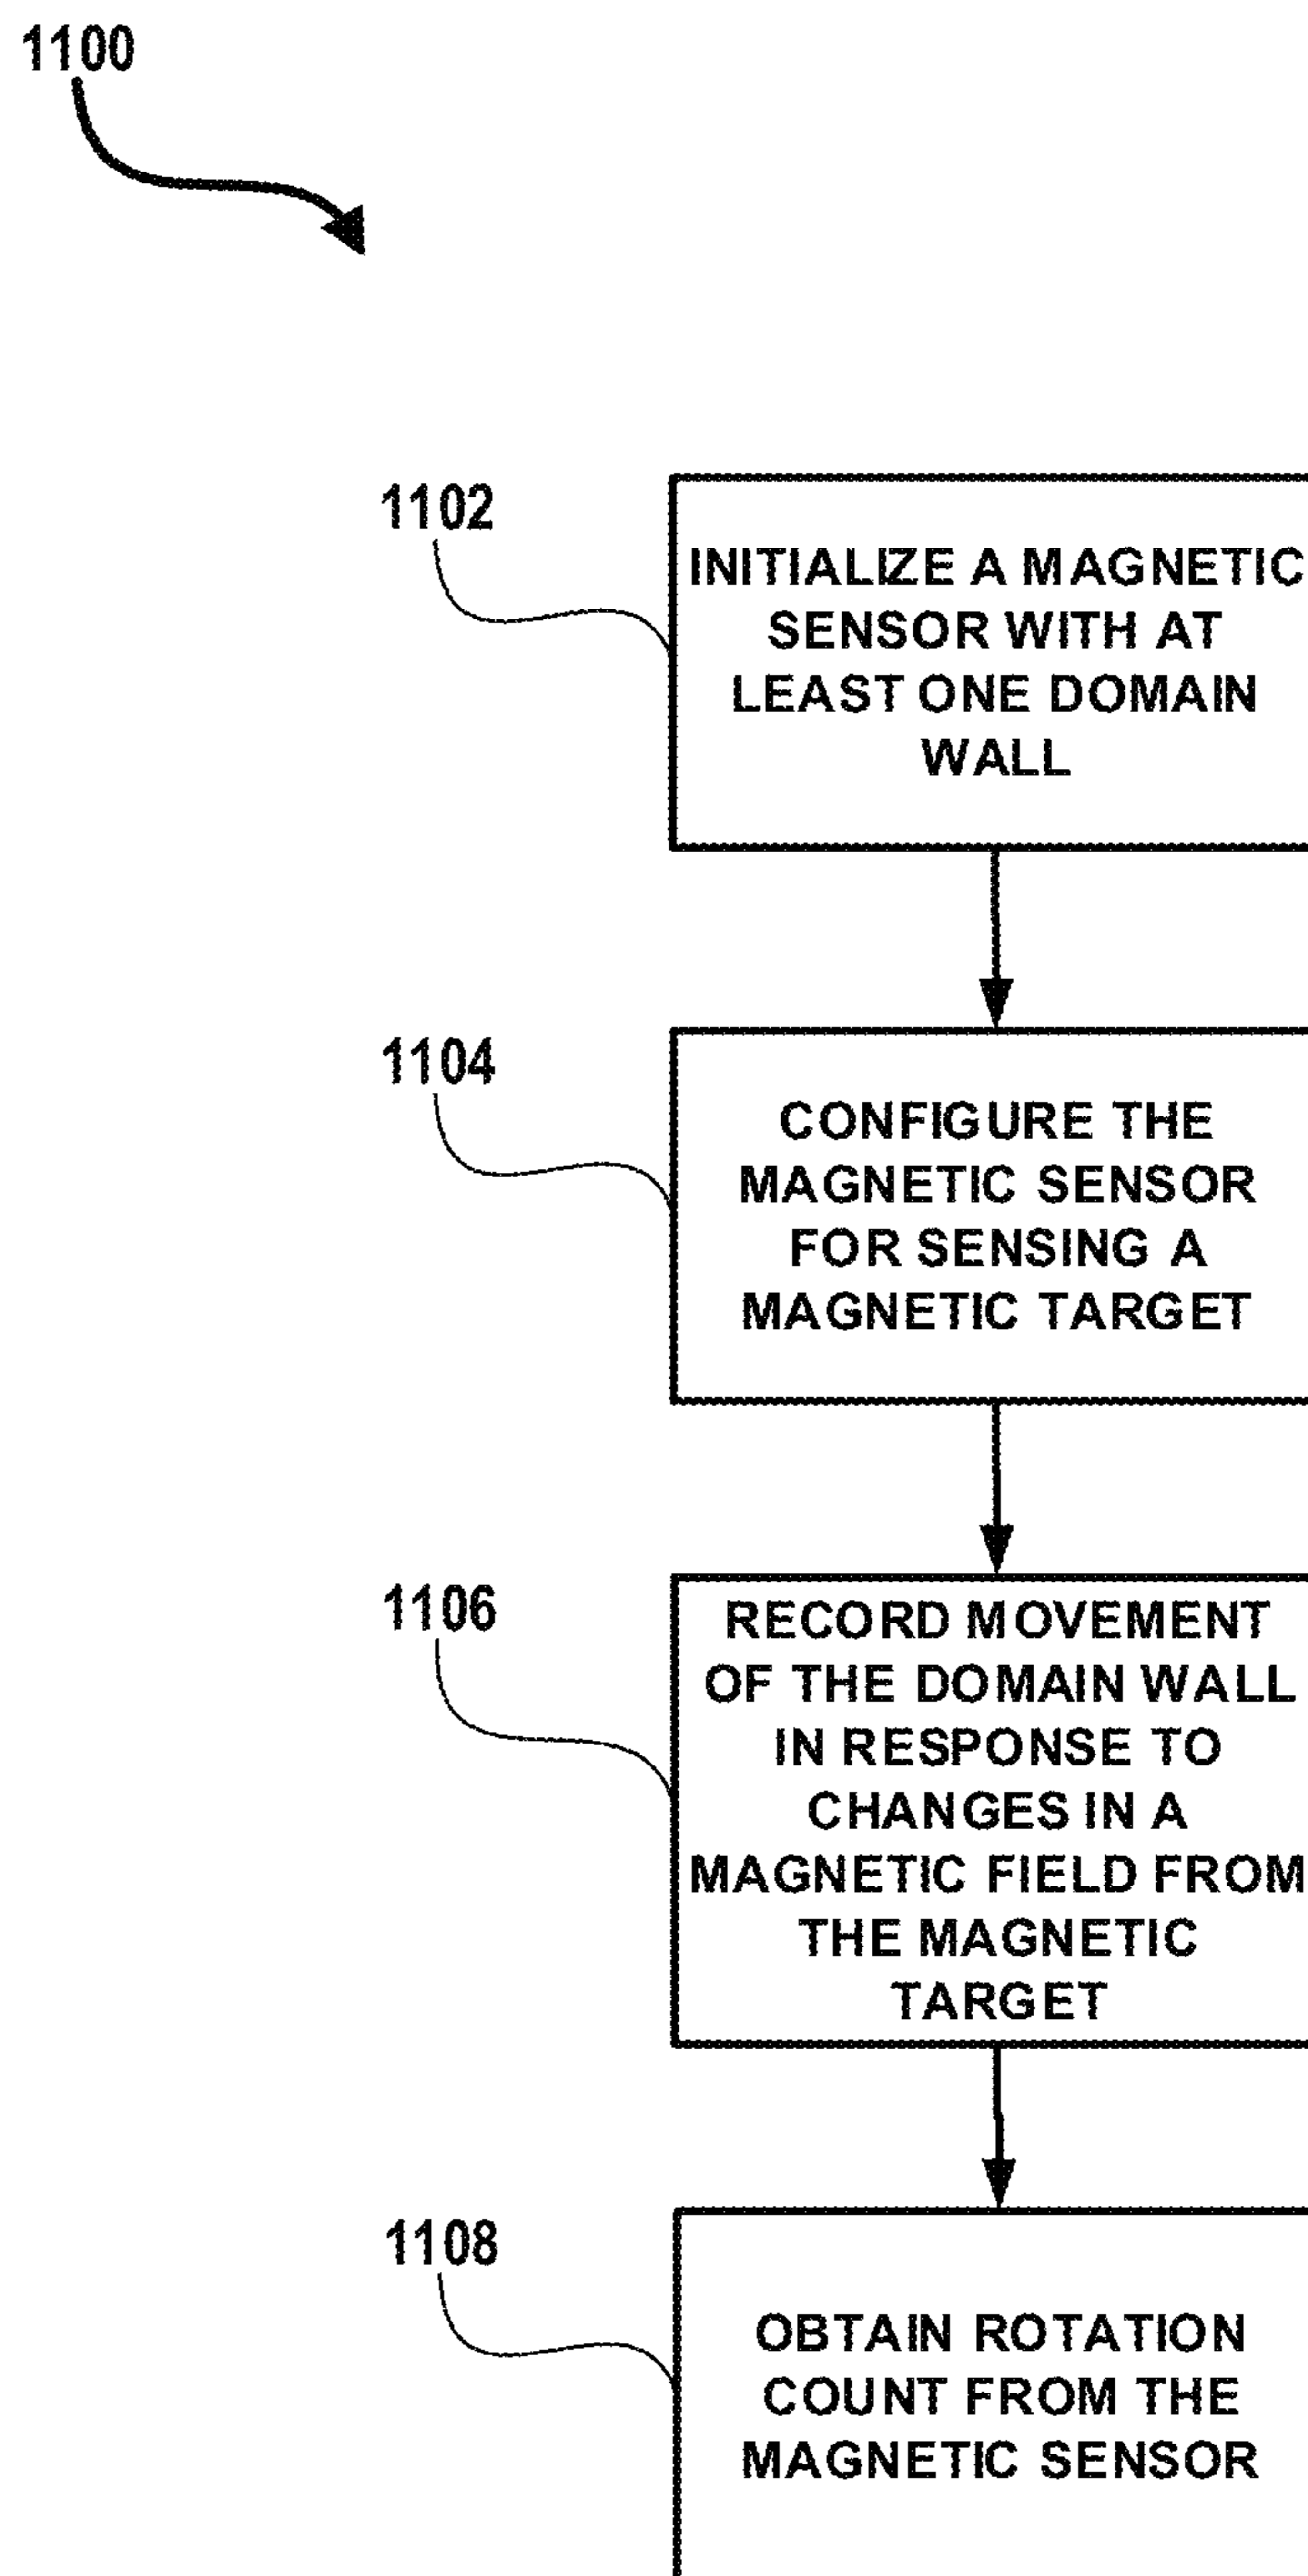 1100
1102
INITIALIZE A MAGNETIC
SENSOR WITH AT
LEAST ONE DOMAIN
WALL
1104
CONFIGURE THE
MAGNETIC SENSOR
FOR SENSING A
MAGNETIC TARGET
1106
RECORD MOVEMENT
OF THE DOMAIN WALL
IN RESPONSE TO
CHANGES IN A
MAGNETIC FIELD FROM
THE MAGNETIC
TARGET
1108
OBTAIN ROTATION
COUNT FROM THE
MAGNETIC SENSOR